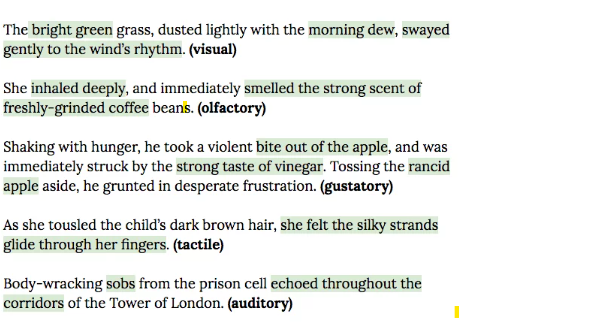 The bright green grass, dusted lightly with the morning dew, swayed
gently to the wind's rhythm. (visual)
She inhaled deeply, and immediately smelled the strong scent of
freshly-grinded coffee beans. (olfactory)
Shaking with hunger, he took a violent bite out of the apple, and was
immediately struck by the strong taste of vinegar. Tossing the rancid
apple aside, he grunted in desperate frustration. (gustatory)
As she tousled the child's dark brown hair, she felt the silky strands
glide through her fingers. (tactile)
Body-wracking sobs from the prison cell echoed throughout the
corridors of the Tower of London. (auditory)